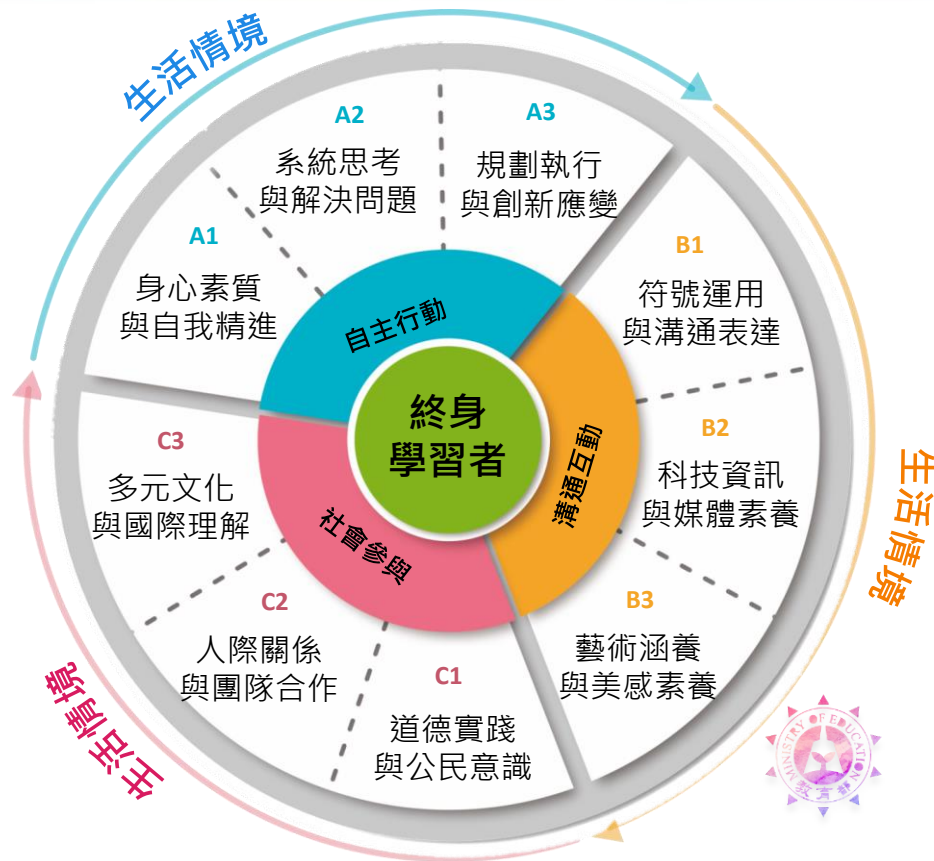 生活情境
A1
身心素質
與自我精進
A2
系統思考
與解決問題
A3
規劃執行
與創新應變
自主行動
B1
符號運用
與溝通表達
B2
科技資訊
與媒體素養
B3
藝術涵養
與美感素養
溝通互動
生活情境
C1
道德實踐
與公民意識
C2
人際關係
與團隊合作
C3
多元文化
與國際理解
社會參與
生活情境
終身
學習者
MINISTRY OF EDUCATION
教育部